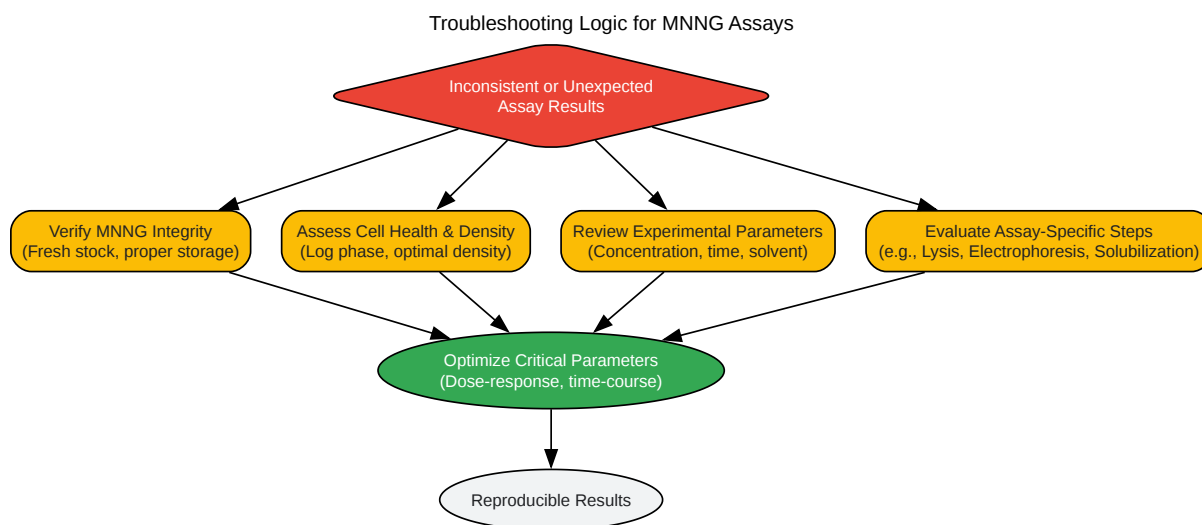 Troubleshooting Logic for MNNG Assays
Inconsistent or Unexpected
Assay Results
Verify MNNG Integrity
(Fresh stock, proper storage)
Assess Cell Health & Density
(Log phase, optimal density)
Review Experimental Parameters
(Concentration, time, solvent)
Evaluate Assay-Specific Steps
(e.g., Lysis, Electrophoresis, Solubilization)
Optimize Critical Parameters
(Dose-response, time-course)
Reproducible Results